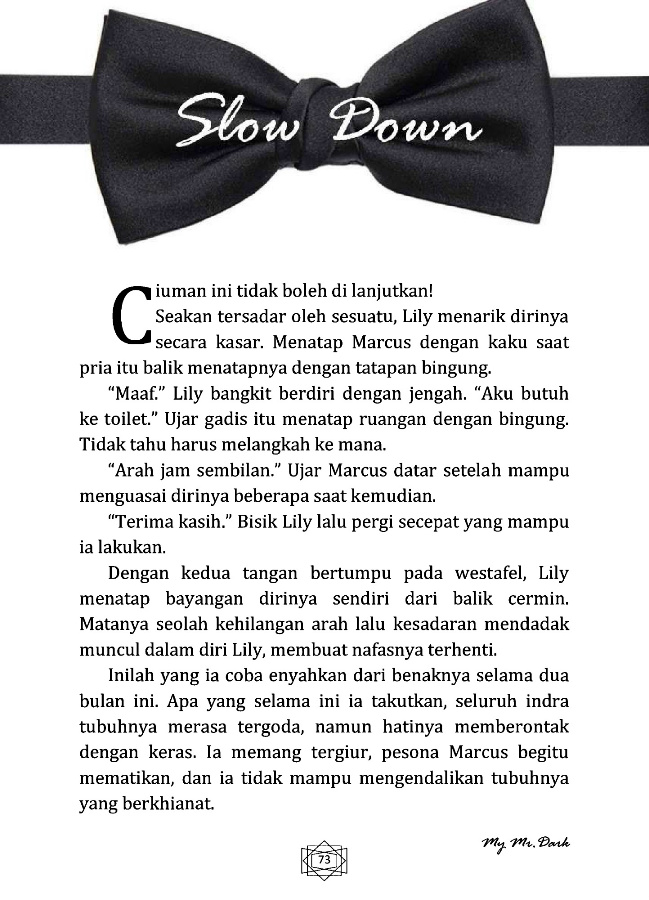 Slow Down
Ciuman ini tidak boleh di lanjutkan!
Seakan tersadar oleh sesuatu, Lily menarik dirinya
secara kasar. Menatap Marcus dengan kaku saat
pria itu balik menatapnya dengan tatapan bingung.
“Maaf.” Lily bangkit berdiri dengan jengah. “Aku butuh
ke toilet.” Ujar gadis itu menatap ruangan dengan bingung.
Tidak tahu harus melangkah ke mana.
“Arah jam sembilan.” Ujar Marcus datar setelah mampu
menguasai dirinya beberapa saat kemudian.
“Terima kasih.” Bisik Lily lalu pergi secepat yang mampu
ia lakukan.
Dengan kedua tangan bertumpu pada westafel, Lily
menatap bayangan dirinya sendiri dari balik cermin.
Matanya seolah kehilangan arah lalu kesadaran mendadak
muncul dalam diri Lily, membuat nafasnya terhenti.
Inilah yang ia coba enyahkan dari benaknya selama dua
bulan ini. Apa yang selama ini ia takutkan, seluruh indra
tubuhnya merasa tergoda, namun hatinya memberontak
dengan keras. Ia memang tergiur, pesona Marcus begitu
mematikan, dan ia tidak mampu mengendalikan tubuhnya
yang berkhianat.
My Mr. Dark
73